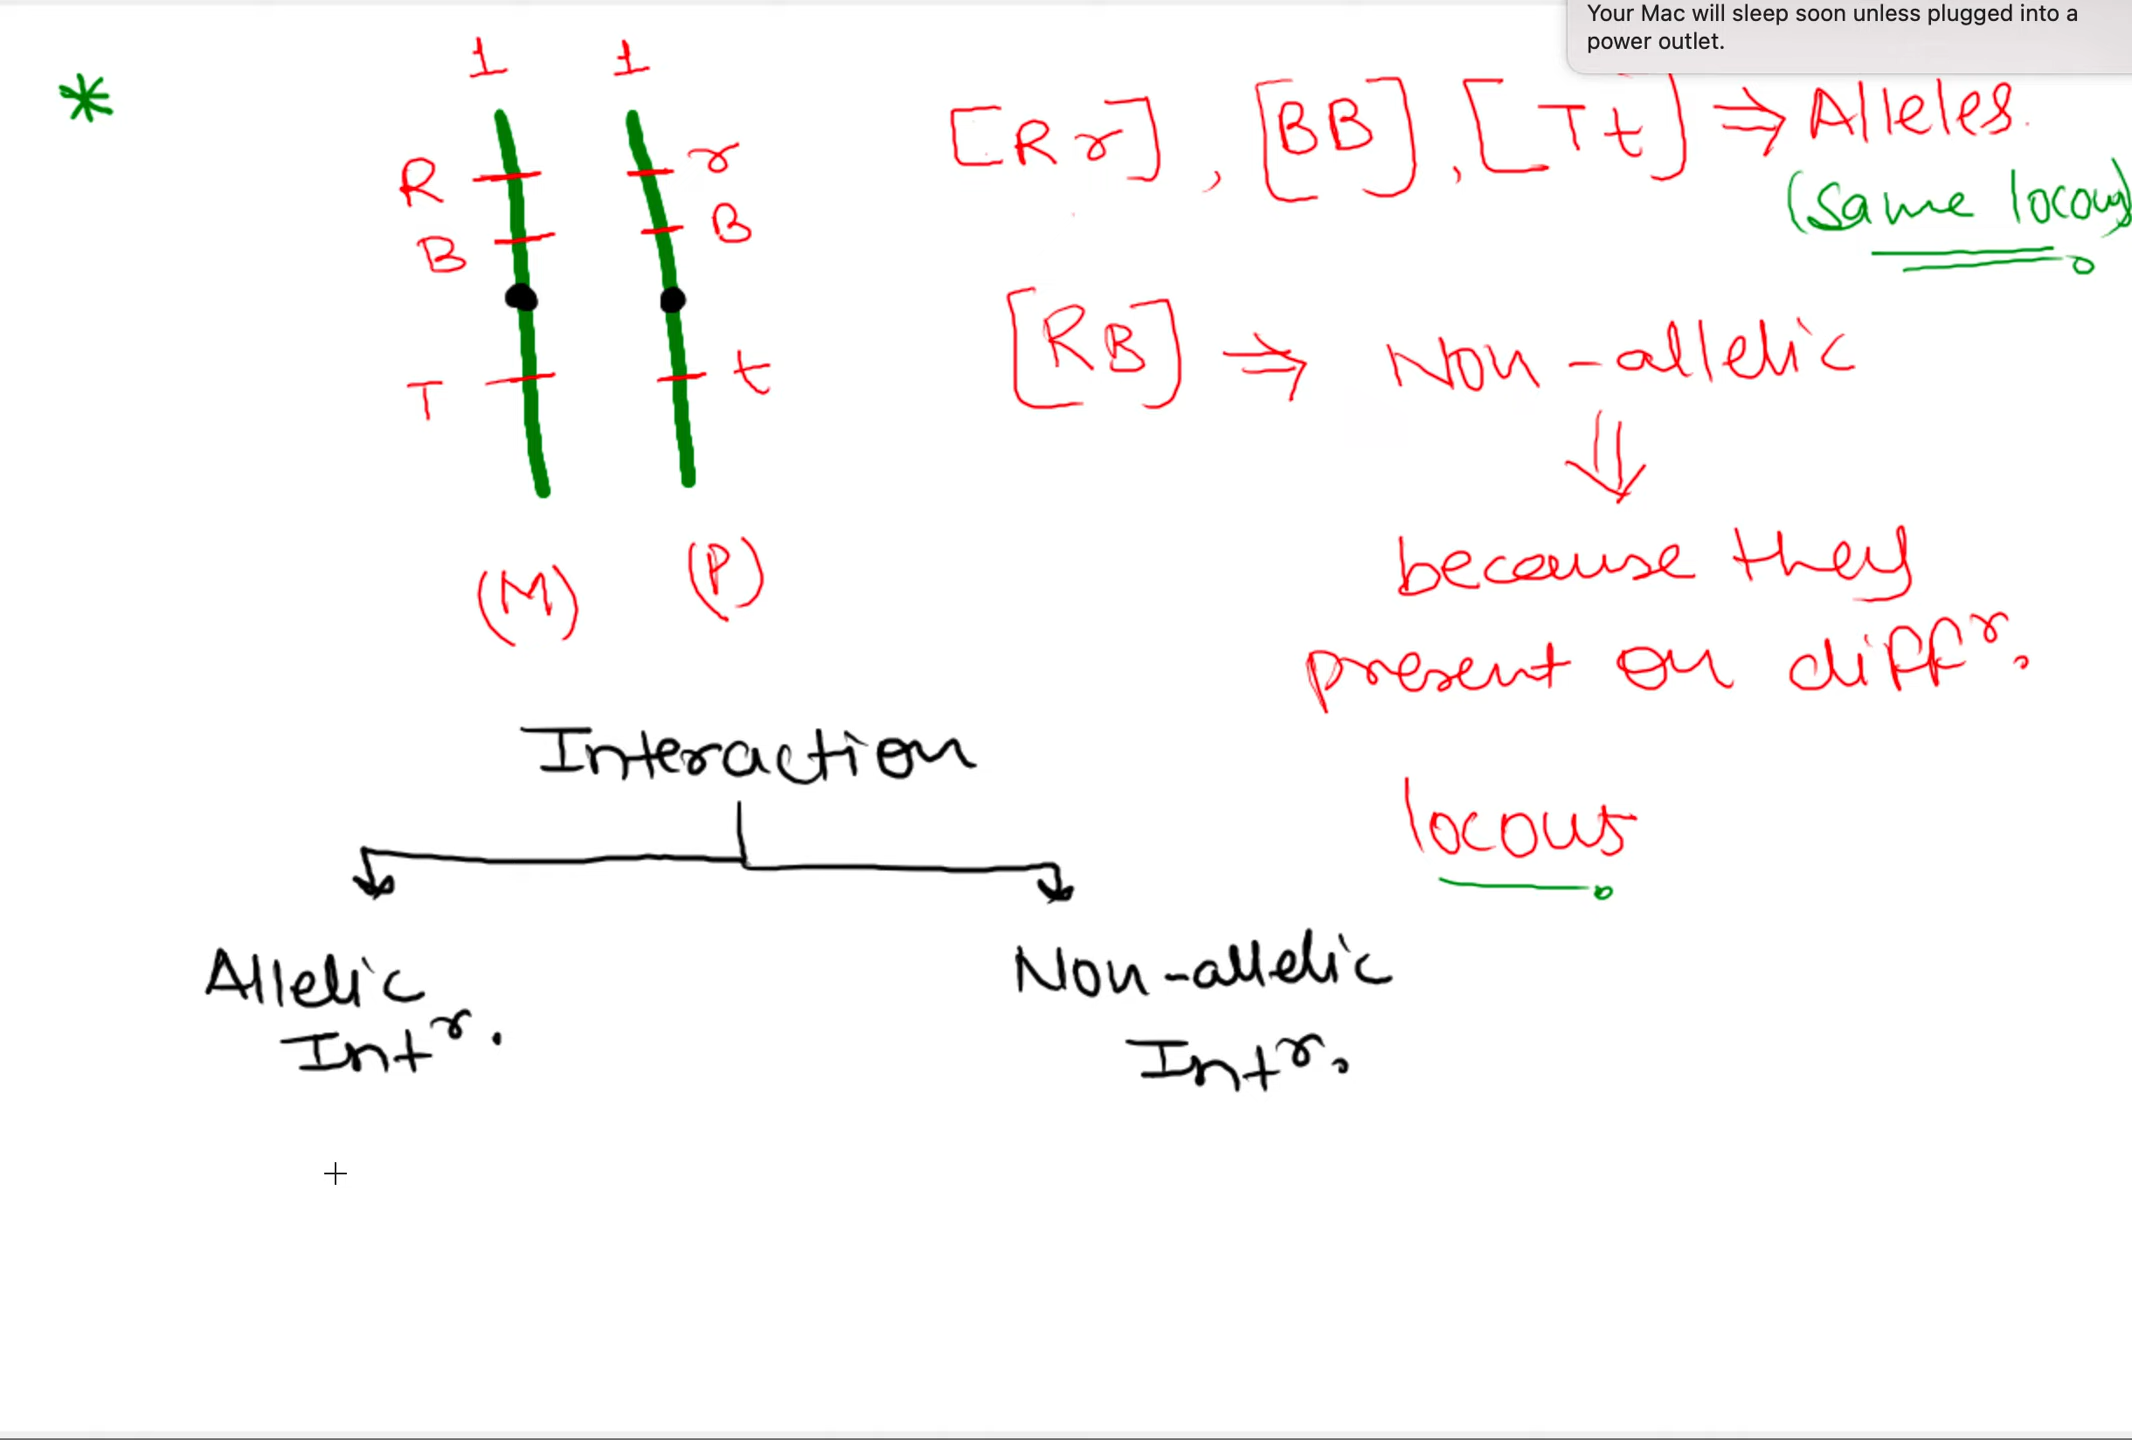 Your Mac will sleep soon unless plugged into a
power outlet.
1 1
[Rr], [BB], [Tt] ⇒ Alleles.
(same locous)
R r
B B
T t
[RB] ⇒ Non-allelic
⇓
because they
present on diffr.
locous
(M) (P)
Interaction
Allelic
Intr.
Non-allelic
Intr.